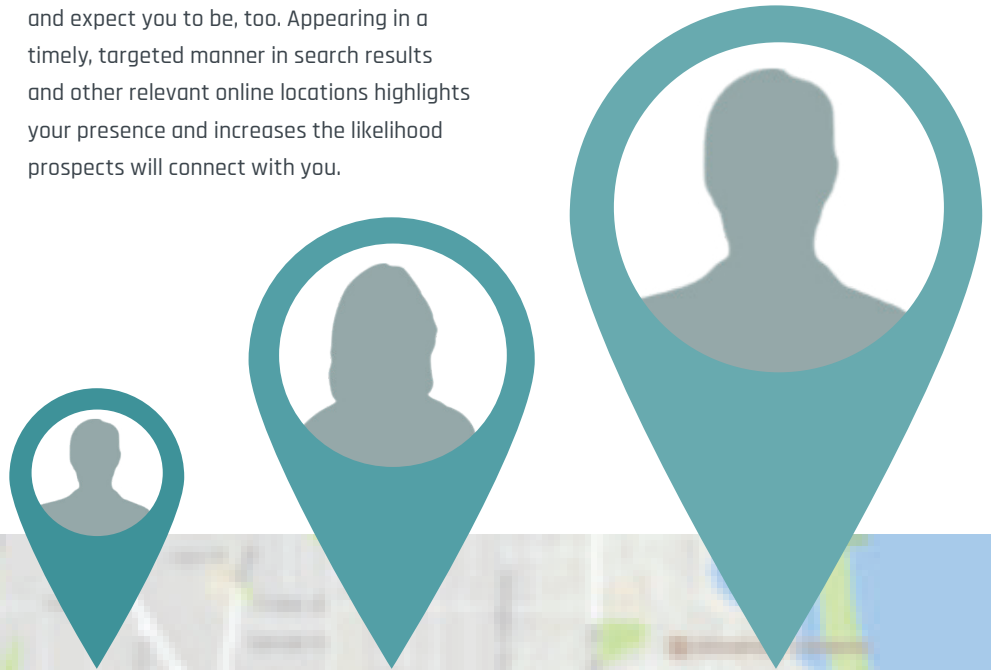 and expect you to be, too. Appearing in a
timely, targeted manner in search results
and other relevant online locations highlights
your presence and increases the likelihood
prospects will connect with you.